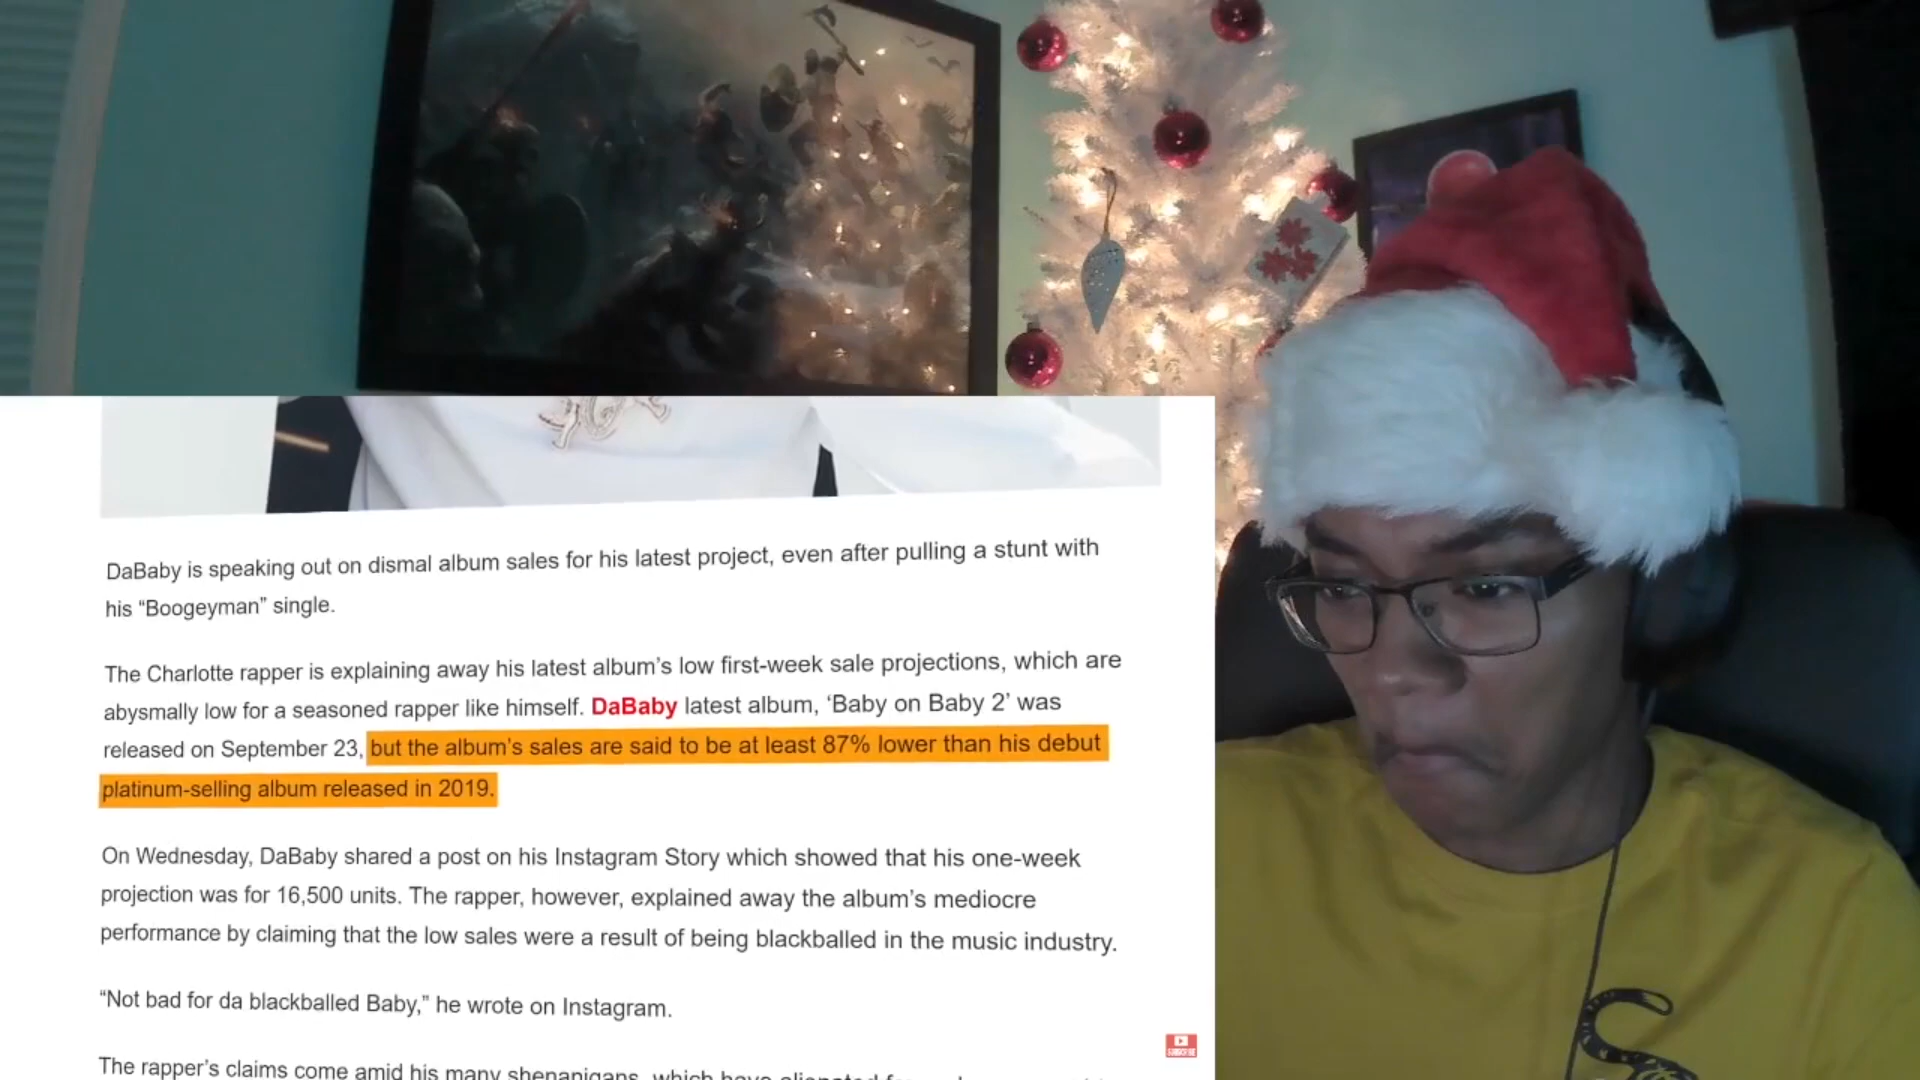 DaBaby is speaking out on dismal album sales for his latest project, even after pulling a stunt with
his “Boogeyman” single.
The Charlotte rapper is explaining away his latest album’s low first-week sale projections, which are
abysmally low for a seasoned rapper like himself. DaBaby latest album, ‘Baby on Baby 2’ was
released on September 23, but the album’s sales are said to be at least 87% lower than his debut
platinum-selling album released in 2019.
On Wednesday, DaBaby shared a post on his Instagram Story which showed that his one-week
projection was for 16,500 units. The rapper, however, explained away the album’s mediocre
performance by claiming that the low sales were a result of being blackballed in the music industry.
“Not bad for da blackballed Baby,” he wrote on Instagram.
SUBSCRIBE
The rapper’s claims come amid his many shenanigans, which have alienated